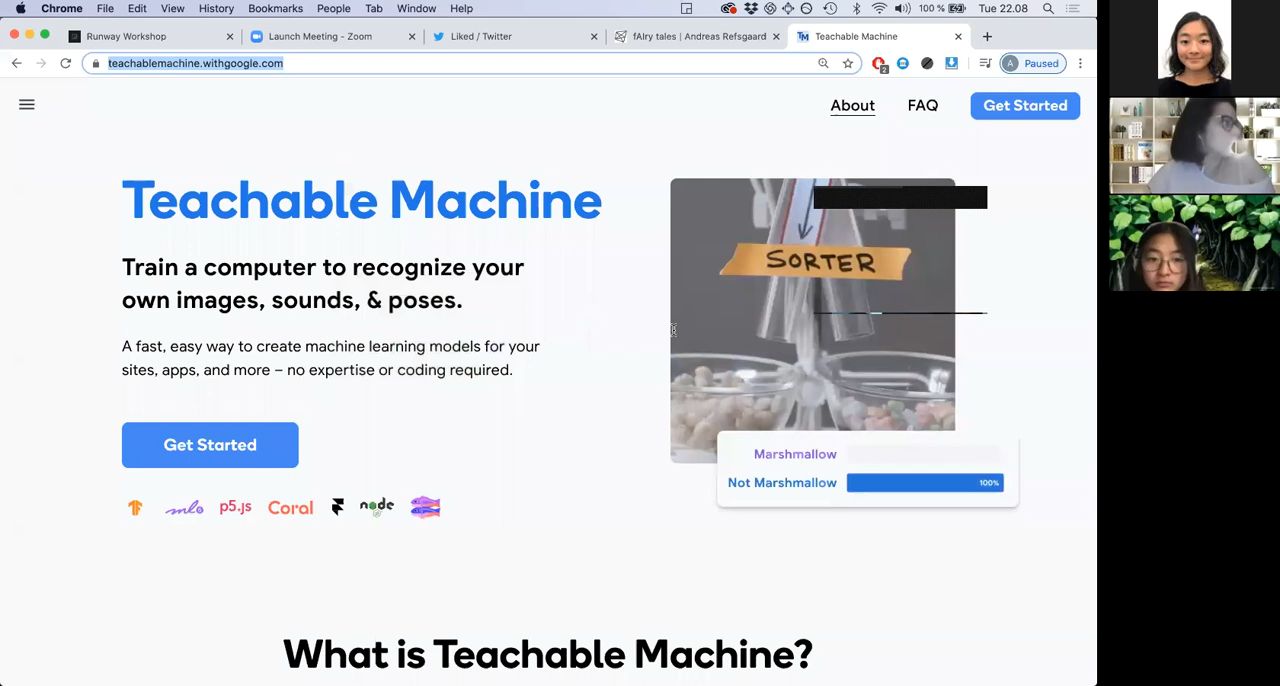 Chrome File Edit View History Bookmarks People Tab Window Help 100 % Tue 22.08
Runway Workshop Launch Meeting - Zoom Liked / Twitter fAIry tales | Andreas Refsgaard Teachable Machine
teachablemachine.withgoogle.com 2 A Paused
About FAQ Get Started
Teachable Machine
Train a computer to recognize your
own images, sounds, & poses.
A fast, easy way to create machine learning models for your
sites, apps, and more – no expertise or coding required.
Get Started
ml5 p5.js Coral node
SORTER
Marshmallow
Not Marshmallow 100%
What is Teachable Machine?